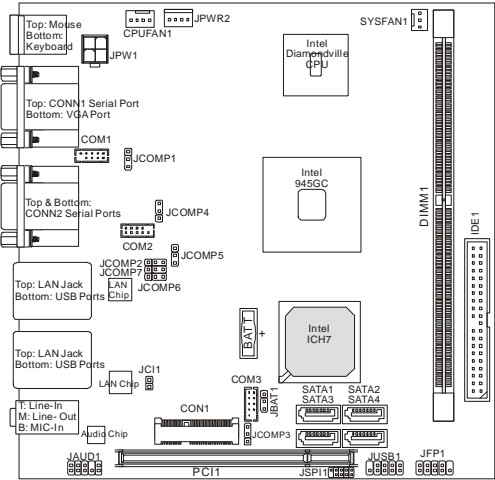 Top: Mouse
Bottom:
Keyboard
CPUFAN1
JPWR2
SYSFAN1
JPW1
Intel
Diamondville
CPU
Top: CONN1 Serial Port
Bottom: VGA Port
COM1
JCOMP1
Intel
945GC
DIMM1
IDE1
Top & Bottom:
CONN2 Serial Ports
JCOMP4
COM2
JCOMP5
JCOMP2
JCOMP7
JCOMP6
Top: LAN Jack
Bottom: USB Ports
LAN
Chip
BATT
+
Intel
ICH7
Top: LAN Jack
Bottom: USB Ports
LAN Chip
JCI1
COM3
JBAT1
SATA1
SATA2
SATA3
SATA4
T: Line-In
M: Line- Out
B: MIC-In
Audio Chip
CON1
JCOMP3
JAUD1
PCI1
JSPI1
JUSB1
JFP1